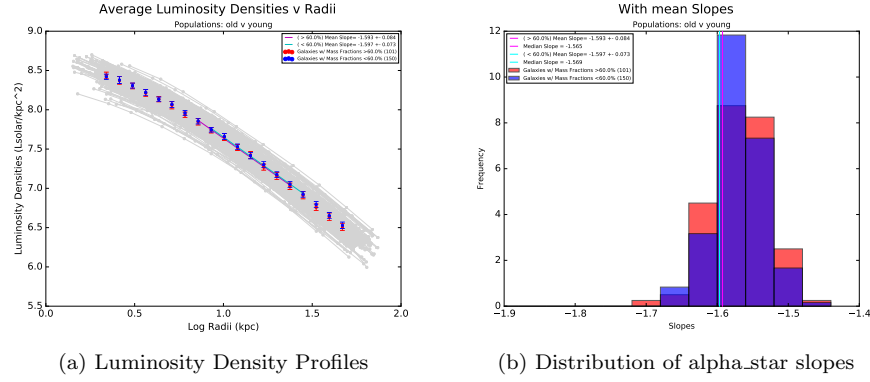 Average Luminosity Densities v Radii
Populations: old v young
( > 60.0%) Mean Slope= -1.593 +- 0.084
( < 60.0%) Mean Slope= -1.597 +- 0.073
Galaxies w/ Mass Fractions >60.0% (101)
Galaxies w/ Mass Fractions <60.0% (150)
Luminosity Densities (Lsolar/kpc^2)
9.0
8.5
8.0
7.5
7.0
6.5
6.0
5.5
0.0 0.5 1.0 1.5 2.0
Log Radii (kpc)
(a) Luminosity Density Profiles
With mean Slopes
Populations: old v young
( > 60.0%) Mean Slope= -1.593 +- 0.084
Median Slope = -1.565
( < 60.0%) Mean Slope= -1.597 +- 0.073
Median Slope = -1.569
Galaxies w/ Mass Fractions >60.0% (101)
Galaxies w/ Mass Fractions <60.0% (150)
Frequency
12
10
8
6
4
2
0
−1.9 −1.8 −1.7 −1.6 −1.5 −1.4
Slopes
(b) Distribution of alpha_star slopes